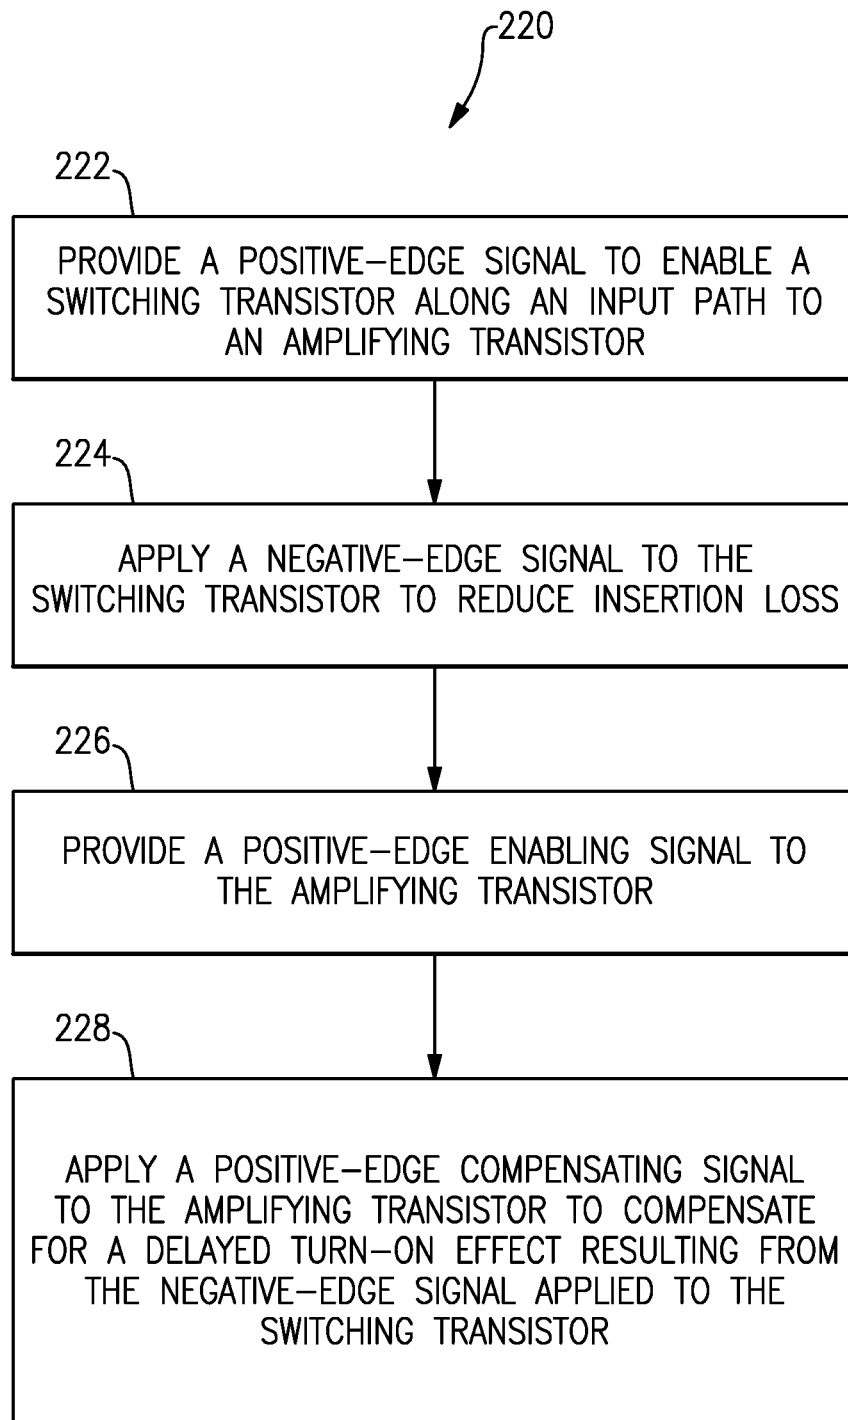 220
222
PROVIDE A POSITIVE-EDGE SIGNAL TO ENABLE A
SWITCHING TRANSISTOR ALONG AN INPUT PATH TO
AN AMPLIFYING TRANSISTOR
224
APPLY A NEGATIVE-EDGE SIGNAL TO THE
SWITCHING TRANSISTOR TO REDUCE INSERTION LOSS
226
PROVIDE A POSITIVE-EDGE ENABLING SIGNAL TO
THE AMPLIFYING TRANSISTOR
228
APPLY A POSITIVE-EDGE COMPENSATING SIGNAL
TO THE AMPLIFYING TRANSISTOR TO COMPENSATE
FOR A DELAYED TURN-ON EFFECT RESULTING FROM
THE NEGATIVE-EDGE SIGNAL APPLIED TO THE
SWITCHING TRANSISTOR